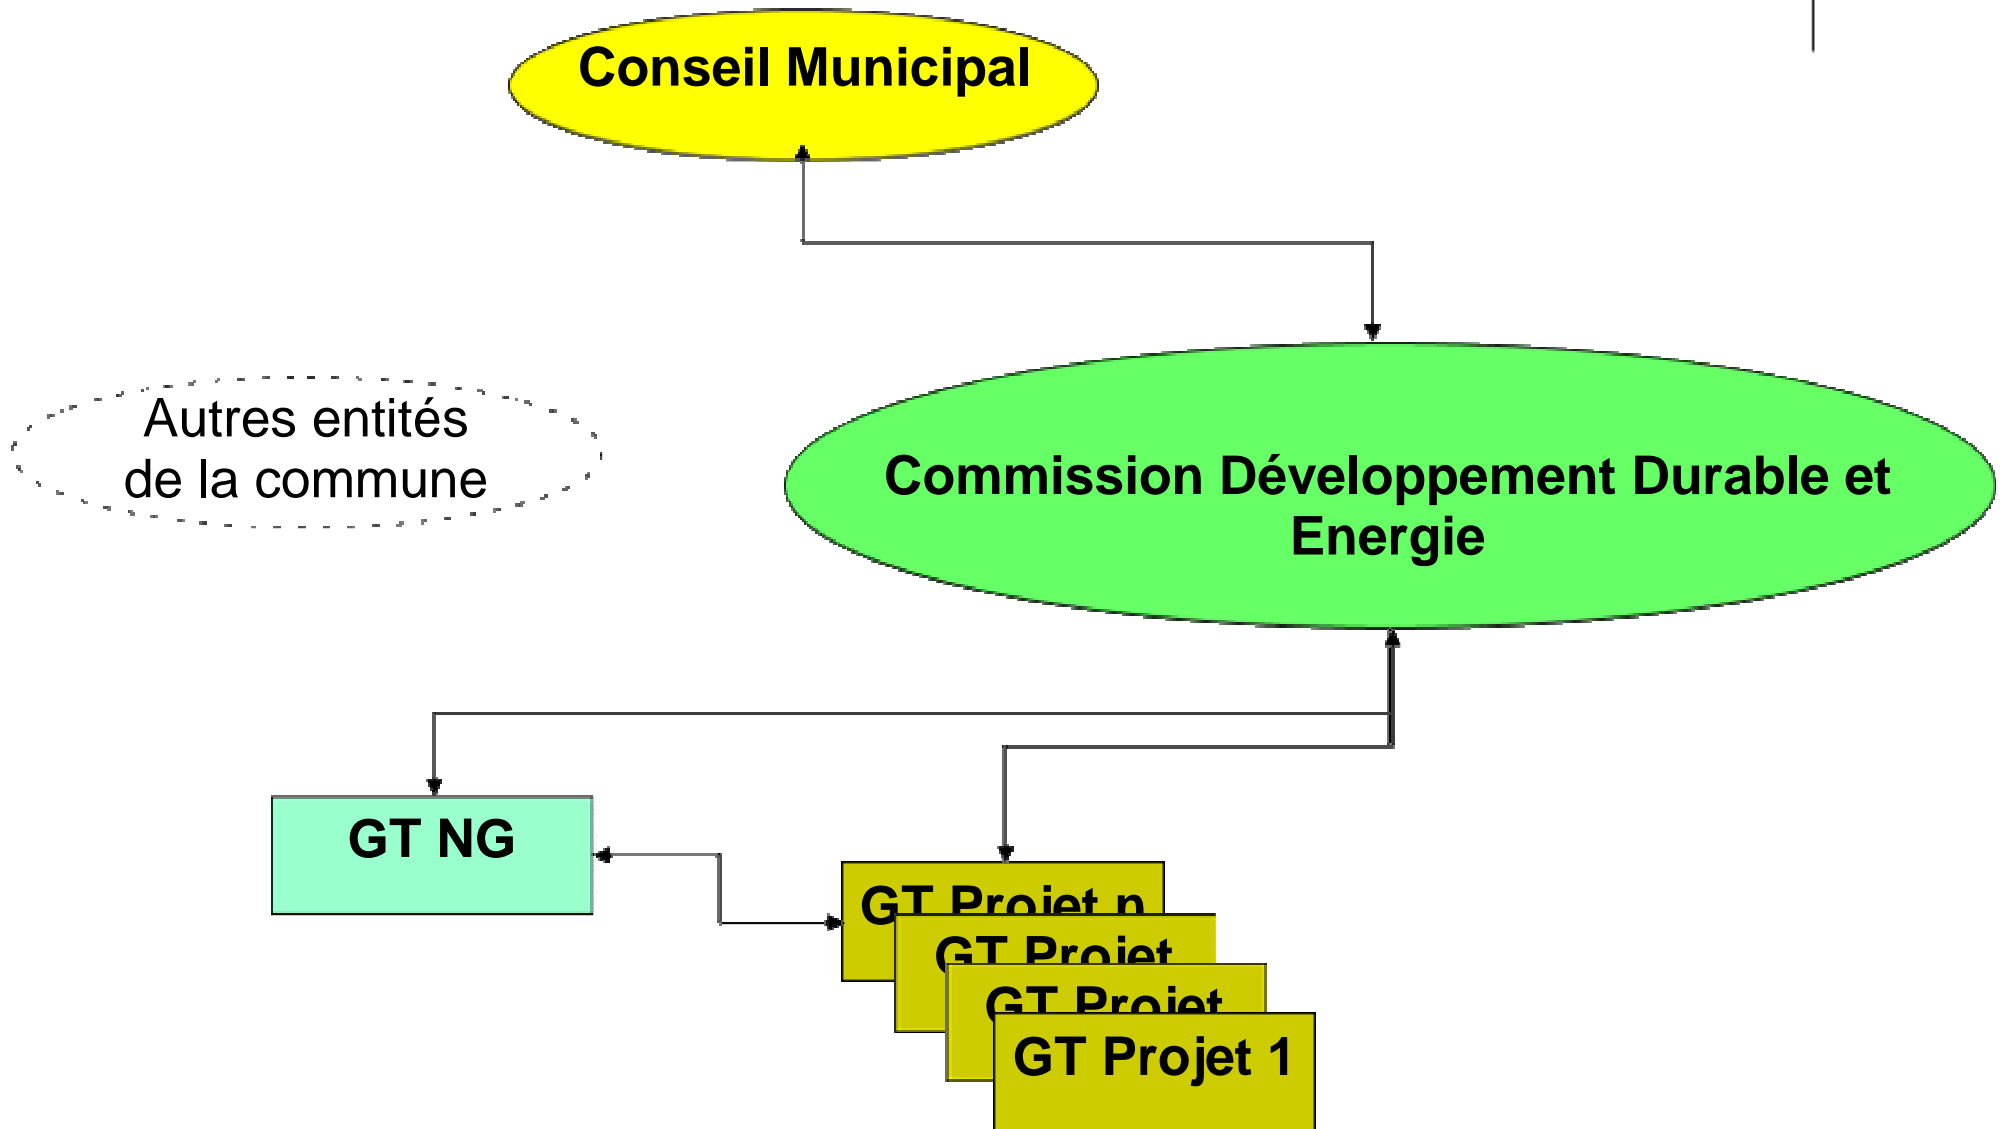 Conseil Municipal
Autres entités
de la commune
Commission Développement Durable et
Energie
GT NG
GT Projet n
GT Projet
GT Projet
GT Projet 1